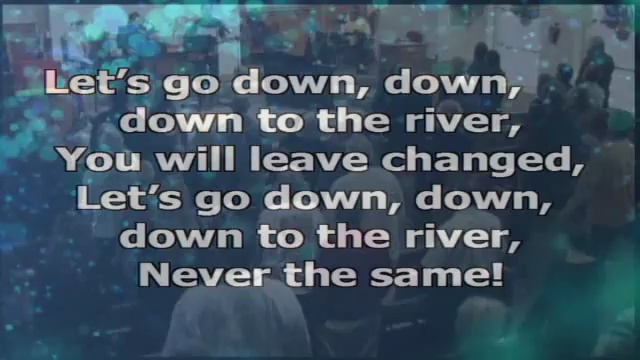 Let's go down, down,
down to the river,
You will leave changed,
Let's go down, down,
down to the river,
Never the same!